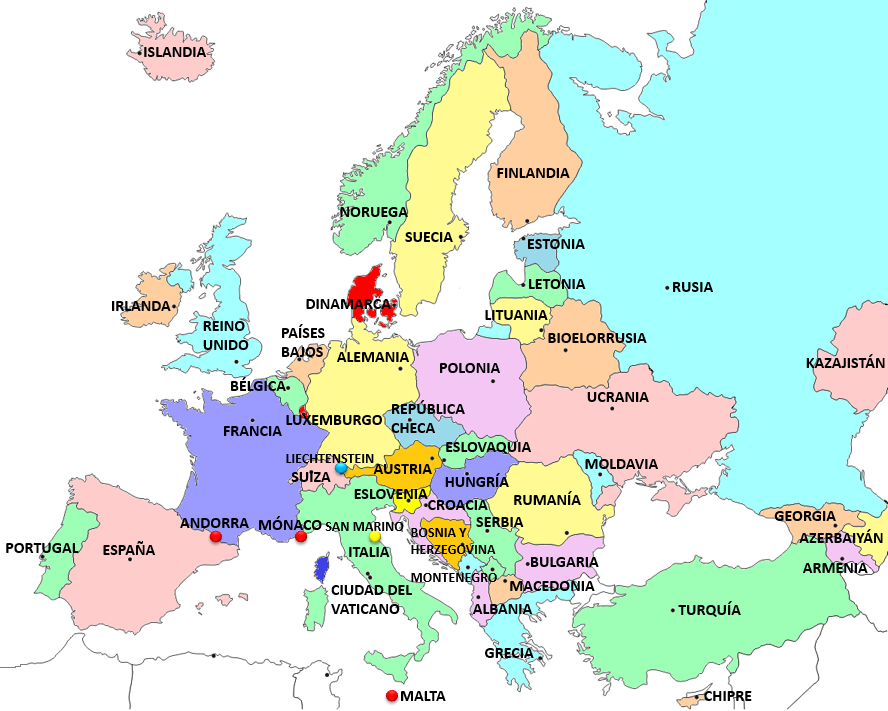 ISLANDIA
FINLANDIA
NORUEGA
SUECIA
ESTONIA
LETONIA
RUSIA
DINAMARCA
IRLANDA
LITUANIA
REINO
UNIDO
PAÍSES
BAJOS
BIOELORRUSIA
ALEMANIA
POLONIA
KAZAJISTÁN
BÉLGICA
UCRANIA
LUXEMBURGO
REPÚBLICA
CHECA
FRANCIA
ESLOVAQUIA
LIECHTENSTEIN
AUSTRIA
MOLDAVIA
SUIZA
HUNGRÍA
ESLOVENIA
RUMANÍA
CROACIA
GEORGIA
ANDORRA
MÓNACO
SAN MARINO
SERBIA
BOSNIA Y
HERZEGOVINA
AZERBAIYÁN
PORTUGAL
ESPAÑA
ITALIA
BULGARIA
ARMENIA
MONTENEGRO
MACEDONIA
CIUDAD DEL
VATICANO
ALBANIA
TURQUÍA
GRECIA
MALTA
CHIPRE